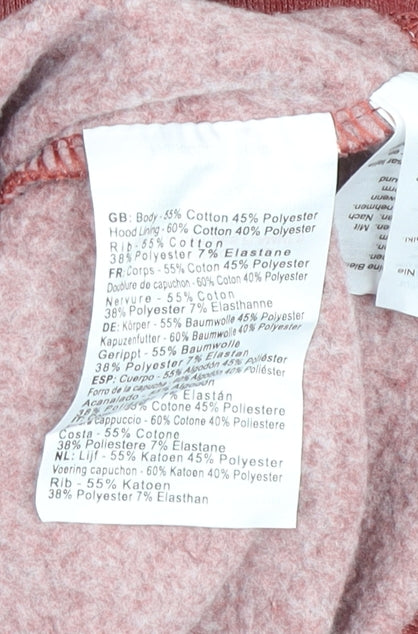 GB: Body - 55% Cotton 45% Polyester
Hood Lining - 60% Cotton 40% Polyester
Rib - 55% Cotton
38% Polyester 7% Elastane
FR: Corps - 55% Coton 45% Polyester
Doublure de capuchon - 60% Coton 40% Polyester
Nervure - 55% Coton
38% Polyester 7% Elasthanne
DE: Körper - 55% Baumwolle 45% Polyester
Kapuzenfutter - 60% Baumwolle 40% Polyester
Gerippt - 55% Baumwolle
38% Polyester 7% Elastan
ESP: Cuerpo - 55% Algodón 45% Poliéster
Forro de la capucha 60% Algodón 40% Poliéster
Acanalado - Algodón
7% Elastán
55% Cotone 45% Poliestere
cappuccio - 60% Cotone 40% Poliestere
Costa - 55% Cotone
38% Poliestere 7% Elastane
NL: Lijf - 55% Katoen 45% Polyester
Voering capuchon - 60% Katoen 40% Polyester
Rib - 55% Katoen
38% Polyester 7% Elasthan